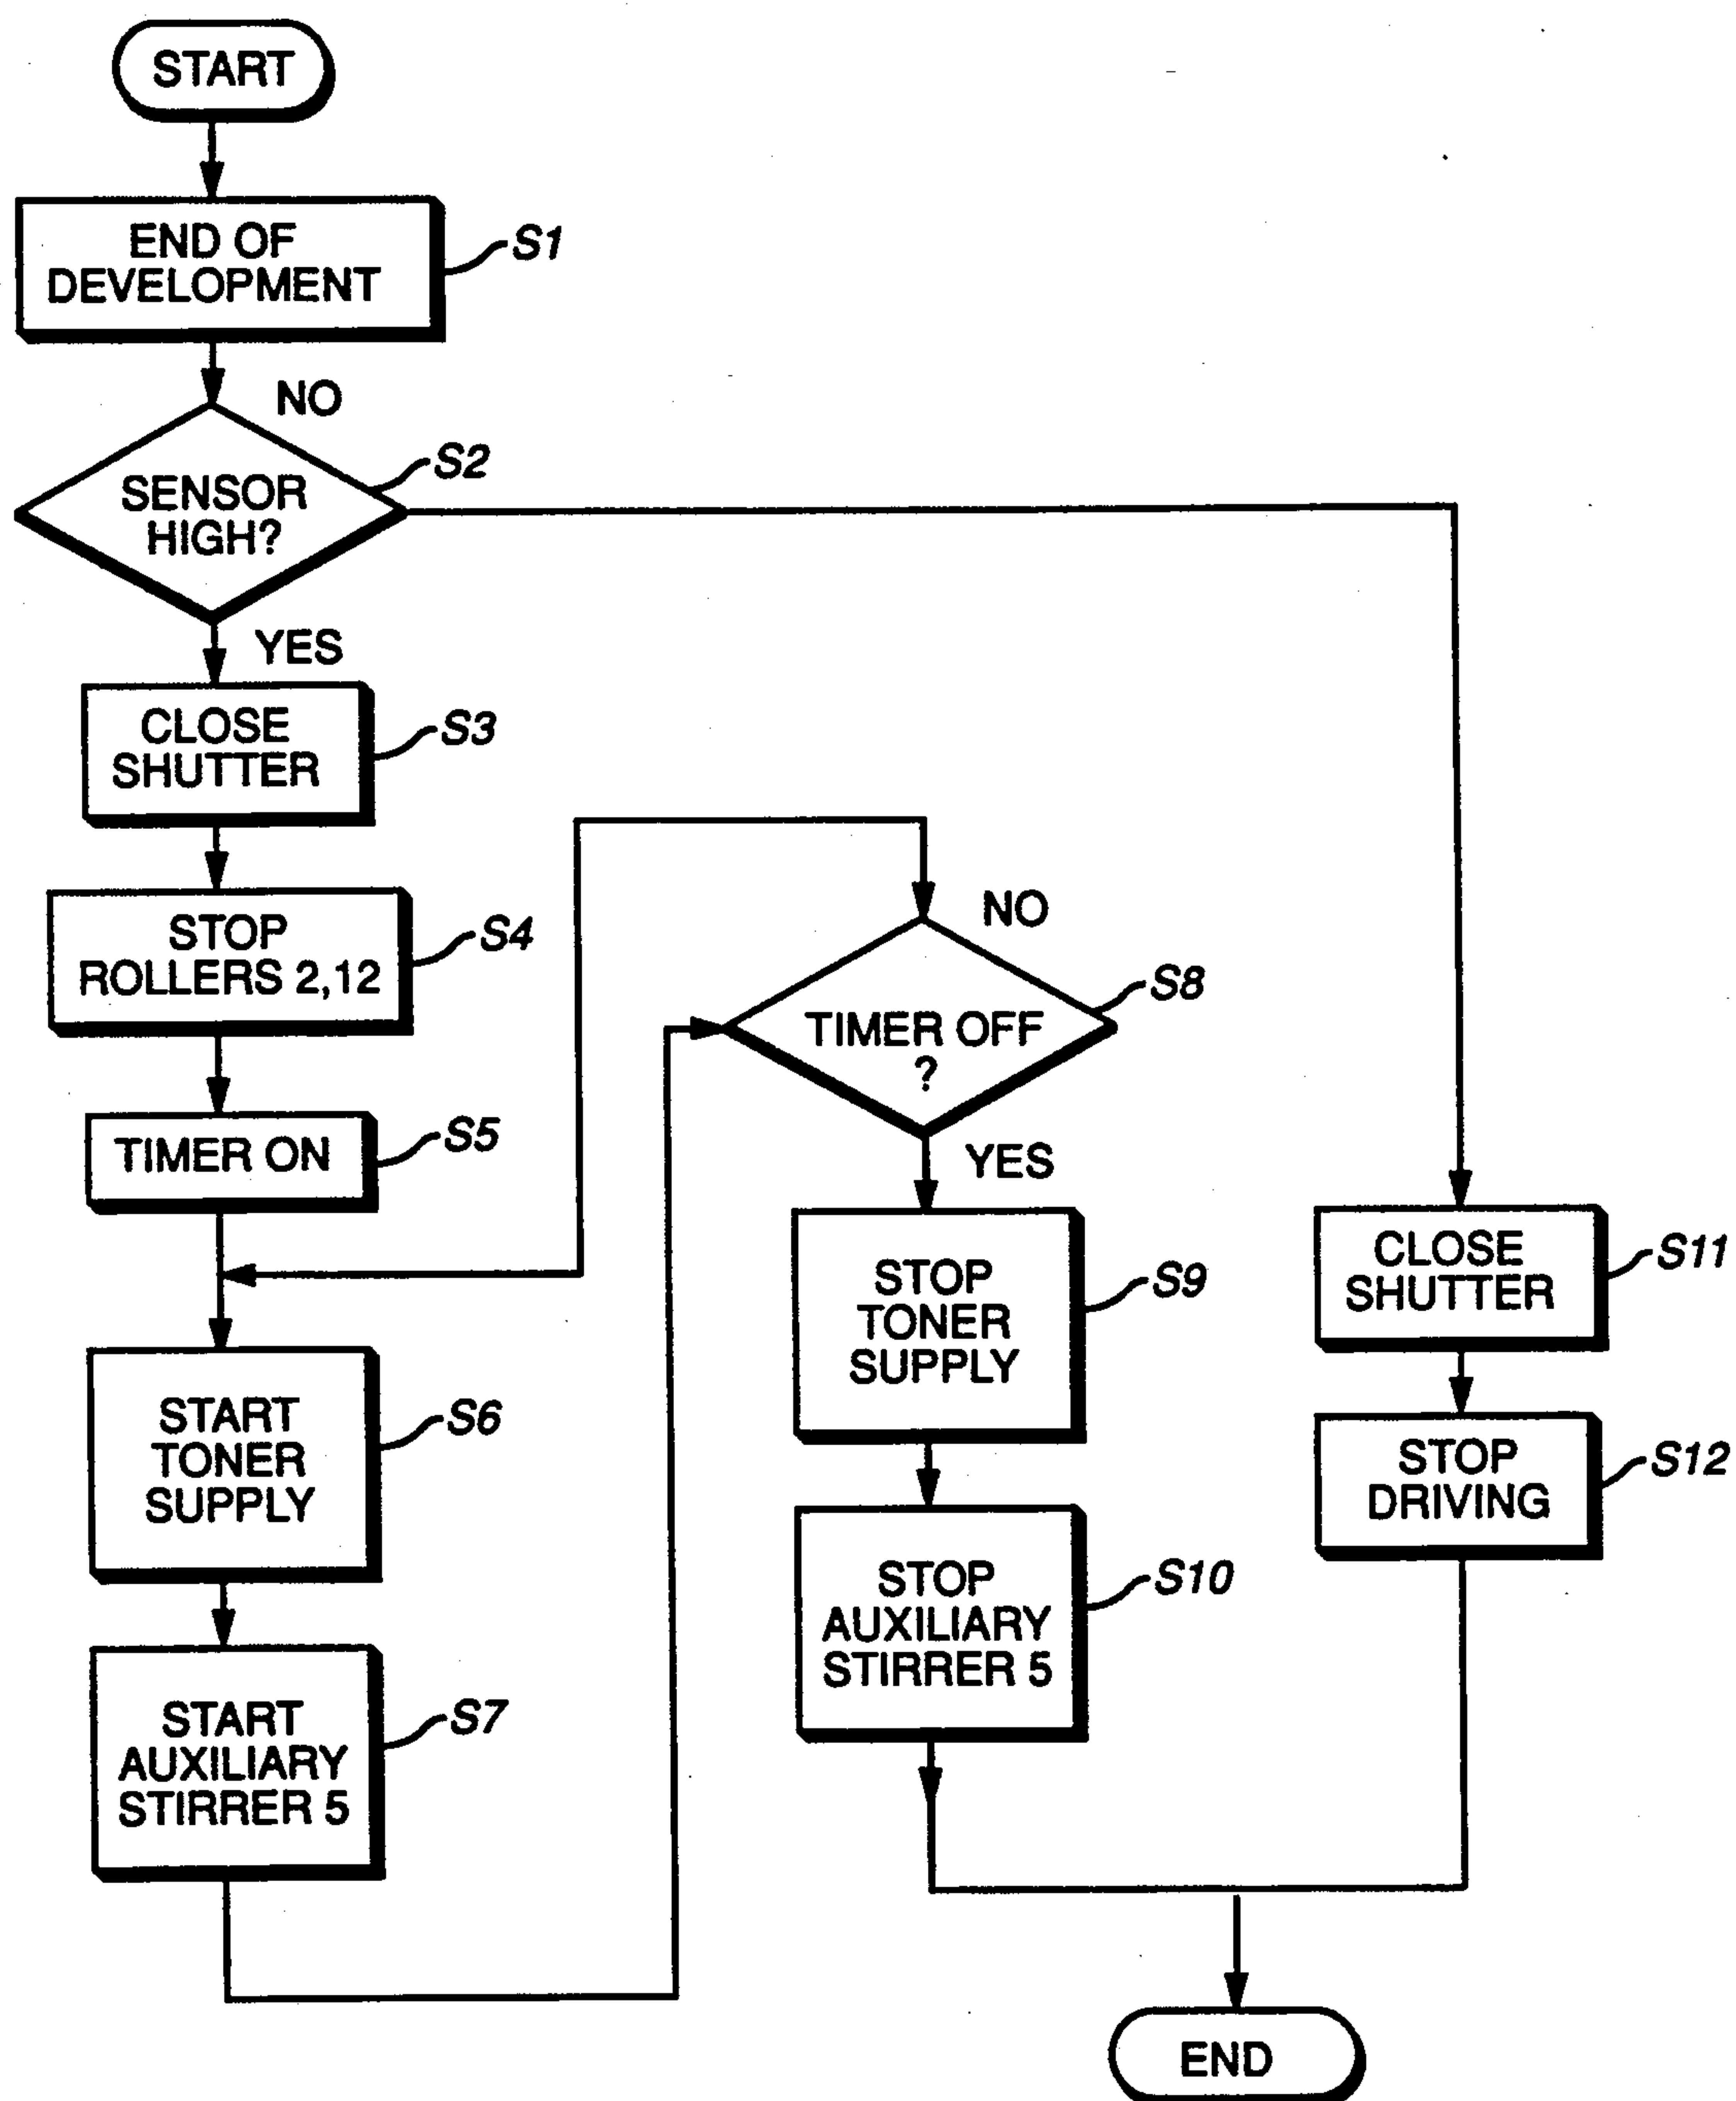 START
END OF
DEVELOPMENT
S1
NO
SENSOR
HIGH?
S2
YES
CLOSE
SHUTTER
S3
STOP
ROLLERS 2,12
S4
TIMER ON
S5
START
TONER
SUPPLY
S6
START
AUXILIARY
STIRRER 5
S7
NO
TIMER OFF
?
S8
YES
STOP
TONER
SUPPLY
S9
STOP
AUXILIARY
STIRRER 5
S10
CLOSE
SHUTTER
S11
STOP
DRIVING
S12
END